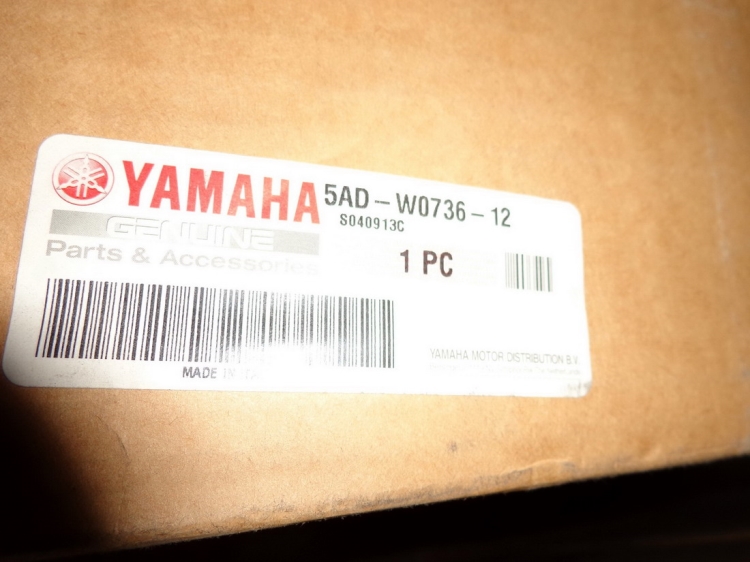 YAMAHA
GENUINE
Parts & Accessories
5AD-W0736-12
S040913C
1 PC
MADE IN
YAMAHA MOTOR DISTRIBUTION B.V.